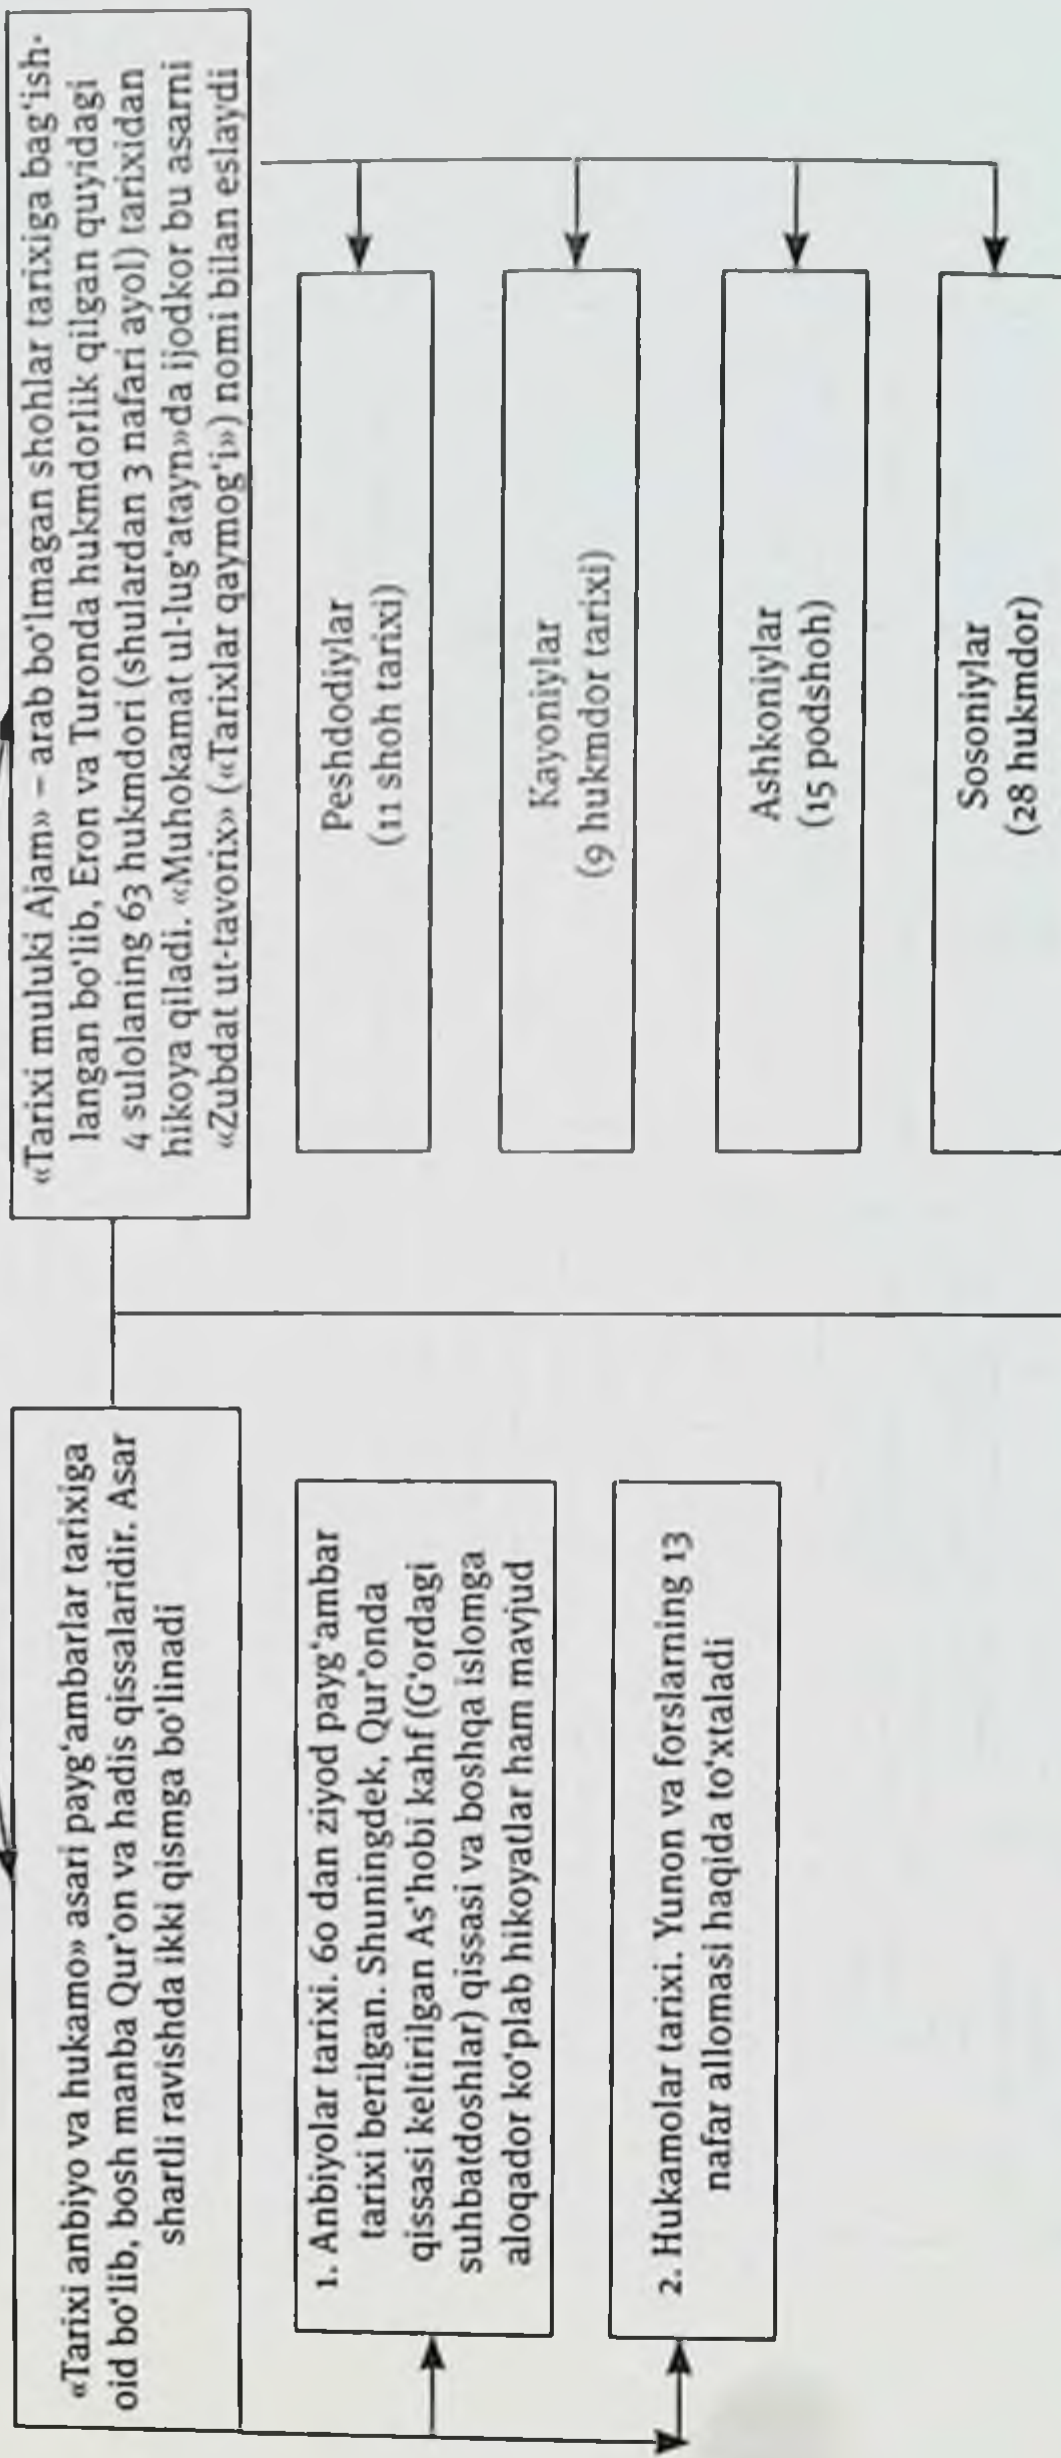 «Tarixi anbiyo va hukamo» asari payg‘ambarlar tarixiga
oid bo‘lib, bosh manba Qur’on va hadis qissalaridir. Asar
shartli ravishda ikki qismga bo‘linadi
1. Anbiyolar tarixi. 60 dan ziyod payg‘ambar
tarixi berilgan. Shuningdek, Qur’onda
qissasi keltirilgan As’hobi kahf (G‘ordagi
suhbatdoshlar) qissasi va boshqa islomga
aloqador ko‘plab hikoyatlar ham mavjud
2. Hukamolar tarixi. Yunon va forslarning 13
nafar allomasi haqida to‘xtaladi
«Tarixi muluki Ajam» – arab bo‘lmagan shohlar tarixiga bag‘ish-
langan bo‘lib, Eron va Turonda hukmdorlik qilgan quyidagi
4 sulolaning 63 hukmdori (shulardan 3 nafari ayol) tarixidan
hikoya qiladi. «Muhokamat ul-lug‘atayn»da ijodkor bu asarni
«Zubdat ut-tavorix» («Tarixlar qaymog‘i») nomi bilan eslaydi
Peshdodiylar
(11 shoh tarixi)
Kayoniylar
(9 hukmdor tarixi)
Ashkoniylar
(15 podshoh)
Sosoniylar
(28 hukmdor)